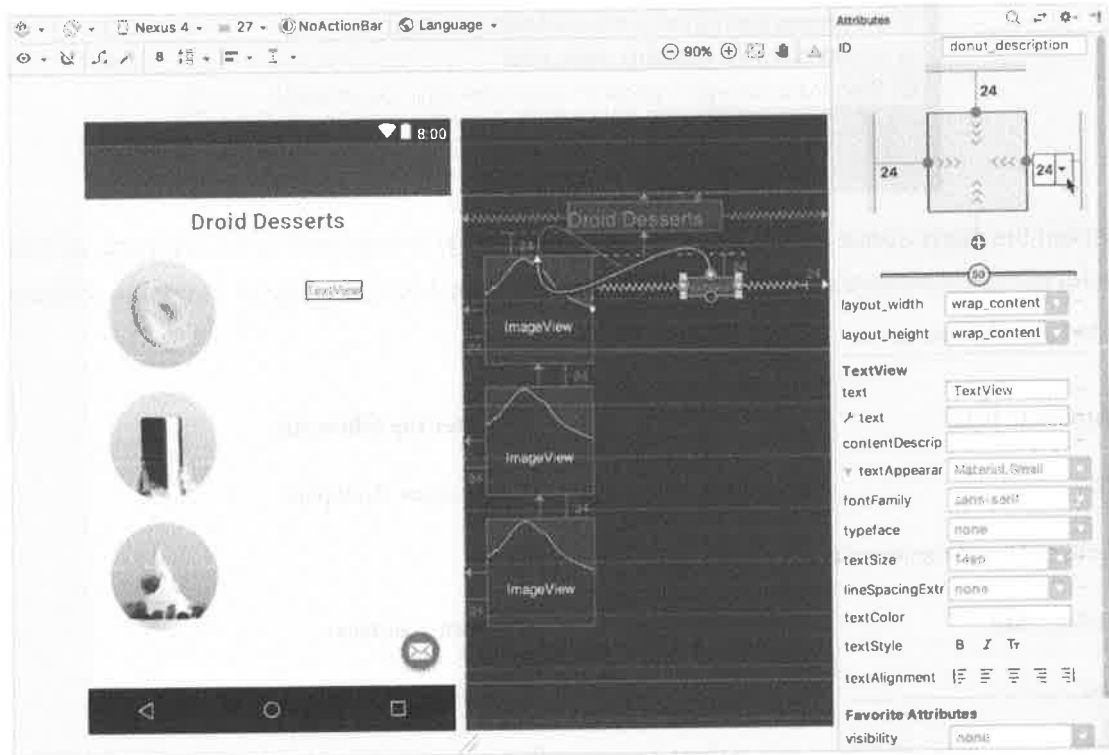 Nexus 4
27
NoActionBar
Language
8
90%
8:00
Droid Desserts
TextView
Droid Desserts
24
ImageView
ImageView
ImageView
Attributes
ID
donut_description
24
24
24
50
layout_width
wrap_content
layout_height
wrap_content
TextView
text
TextView
text
contentDescrip
textAppearar
Material.Small
fontFamily
sans-serif
typeface
none
textSize
14sp
lineSpacingExtr
none
textColor
textStyle
B I Tт
textAlignment
Favorite Attributes
visibility
none